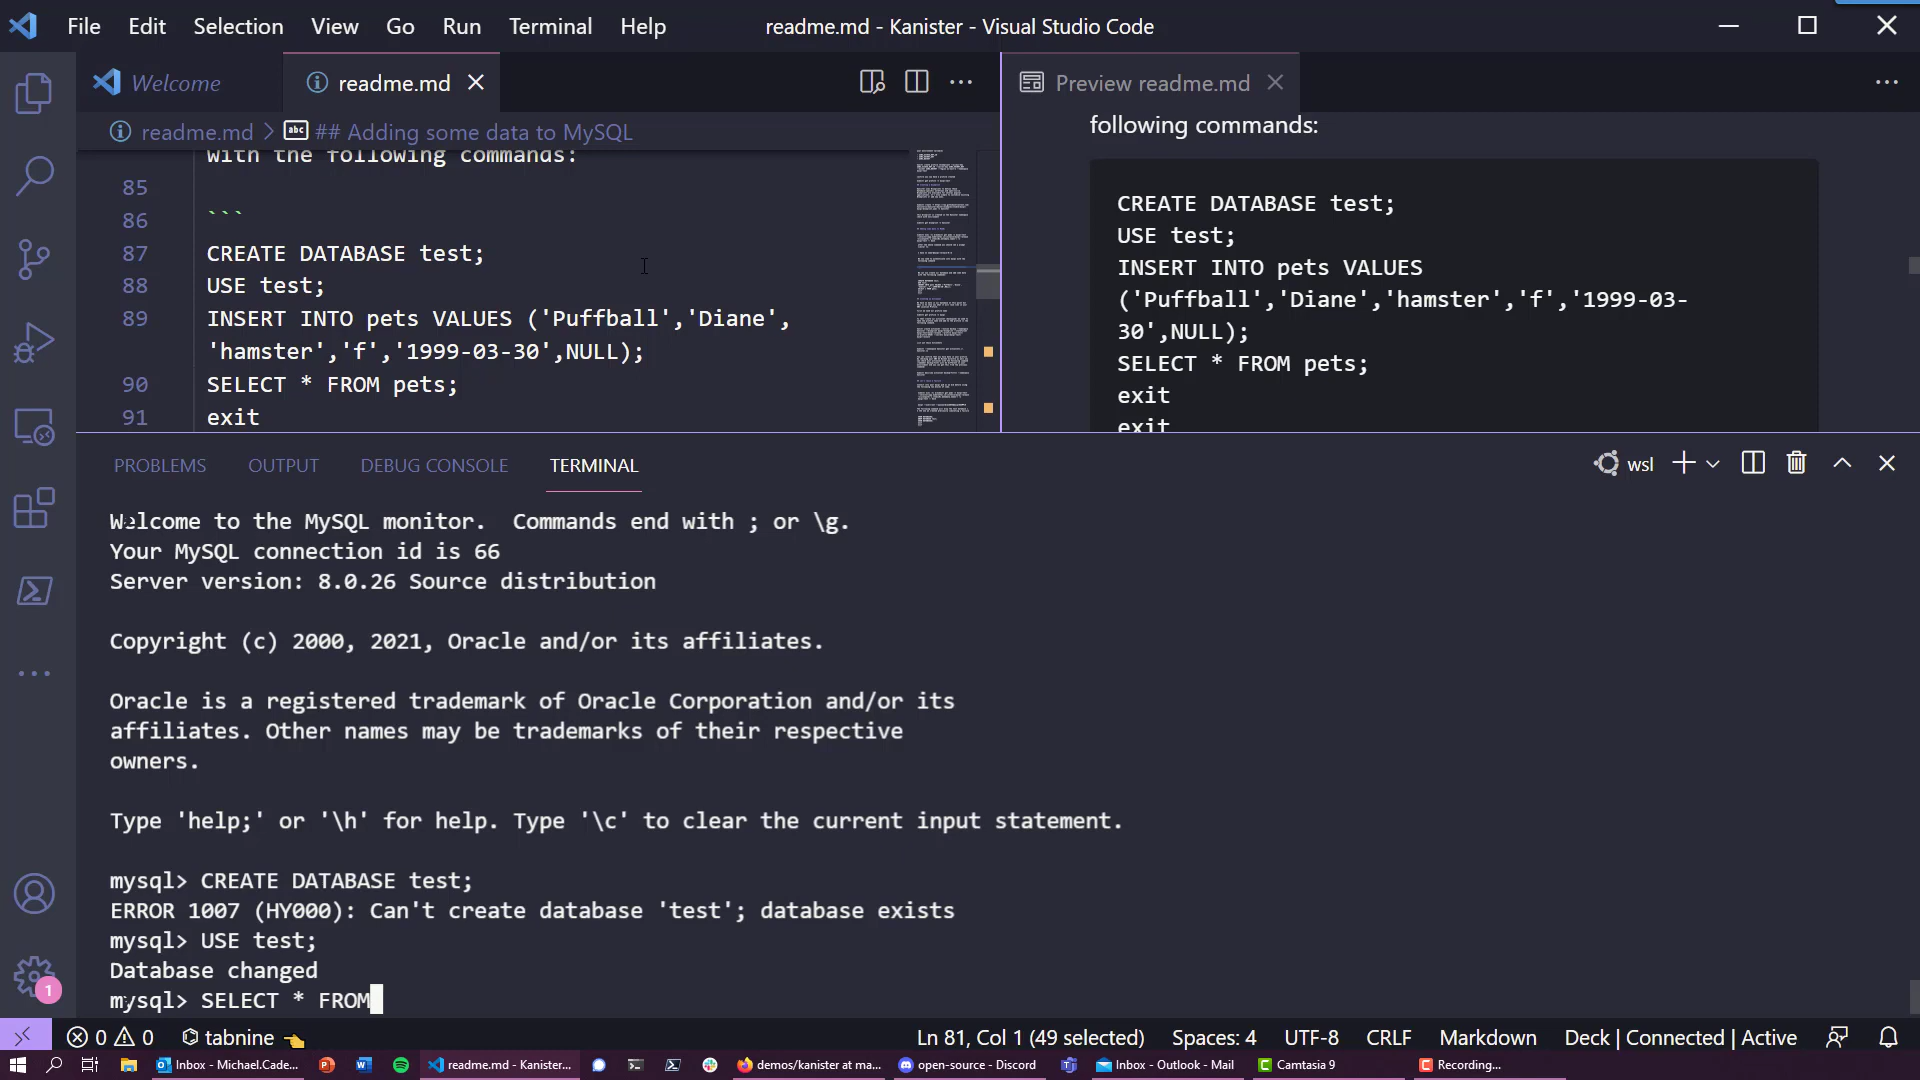 File Edit Selection View Go Run Terminal Help readme.md - Kanister - Visual Studio Code
Welcome readme.md Preview readme.md
readme.md > ## Adding some data to MySQL
with the following commands:
85
86 ```
87 CREATE DATABASE test;
88 USE test;
89 INSERT INTO pets VALUES ('Puffball','Diane',
'hamster','f','1999-03-30',NULL);
90 SELECT * FROM pets;
91 exit
following commands:
CREATE DATABASE test;
USE test;
INSERT INTO pets VALUES
('Puffball','Diane','hamster','f','1999-03-
30',NULL);
SELECT * FROM pets;
exit
exit
PROBLEMS OUTPUT DEBUG CONSOLE TERMINAL wsl
Welcome to the MySQL monitor.  Commands end with ; or \g.
Your MySQL connection id is 66
Server version: 8.0.26 Source distribution
Copyright (c) 2000, 2021, Oracle and/or its affiliates.
Oracle is a registered trademark of Oracle Corporation and/or its
affiliates. Other names may be trademarks of their respective
owners.
Type 'help;' or '\h' for help. Type '\c' to clear the current input statement.
mysql> CREATE DATABASE test;
ERROR 1007 (HY000): Can't create database 'test'; database exists
mysql> USE test;
Database changed
mysql> SELECT * FROM
1
0 0 tabnine Ln 81, Col 1 (49 selected) Spaces: 4 UTF-8 CRLF Markdown Deck | Connected | Active
Inbox - Michael.Cade... readme.md - Kanister... demos/kanister at ma... open-source - Discord Inbox - Outlook - Mail Camtasia 9 Recording...